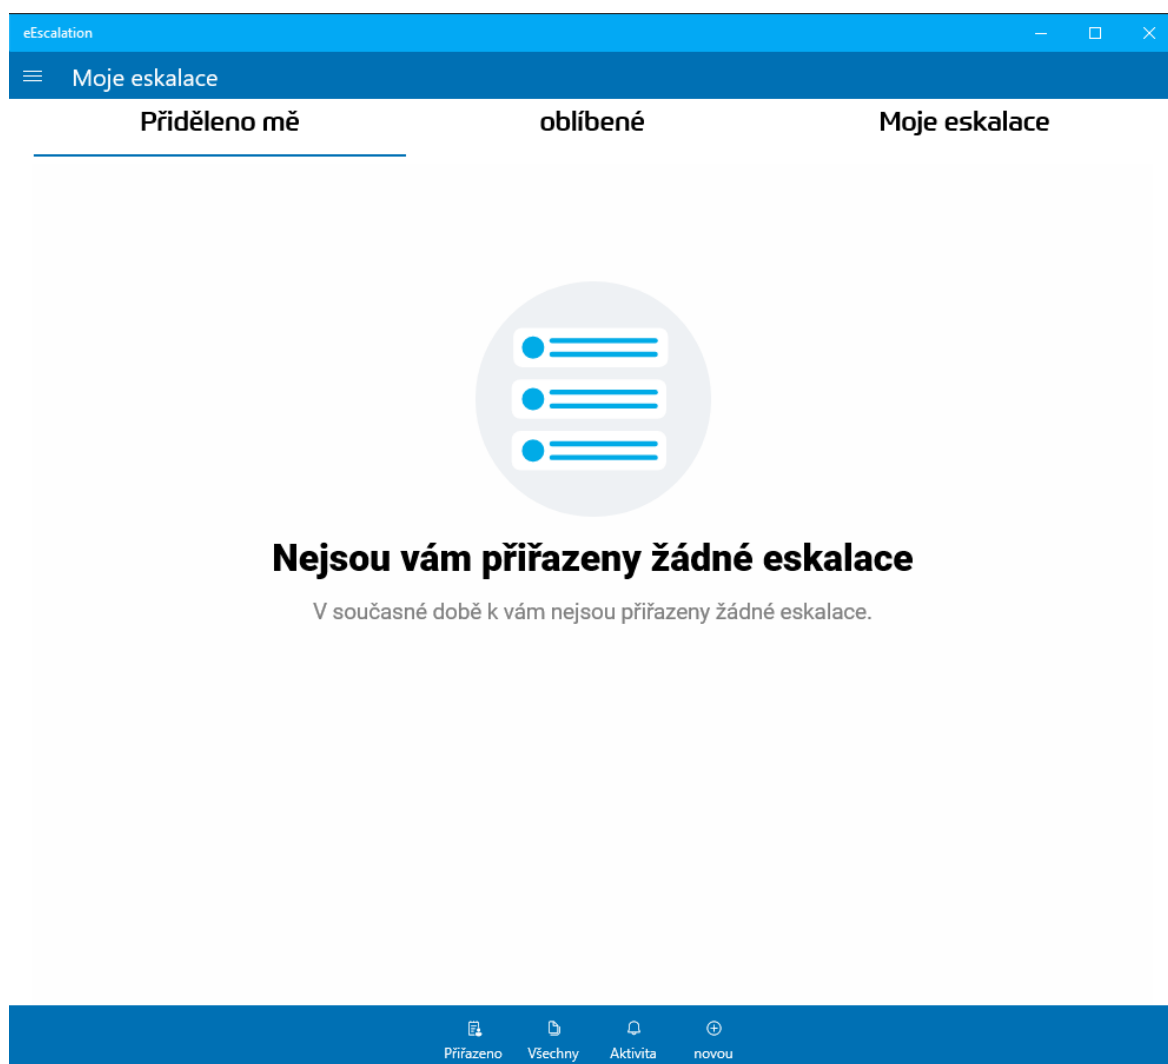 eEscalation
Moje eskalace
Přiděleno mě oblíbené Moje eskalace
Nejsou vám přiřazeny žádné eskalace
V současné době k vám nejsou přiřazeny žádné eskalace.
Přiřazeno Všechny Aktivita novou